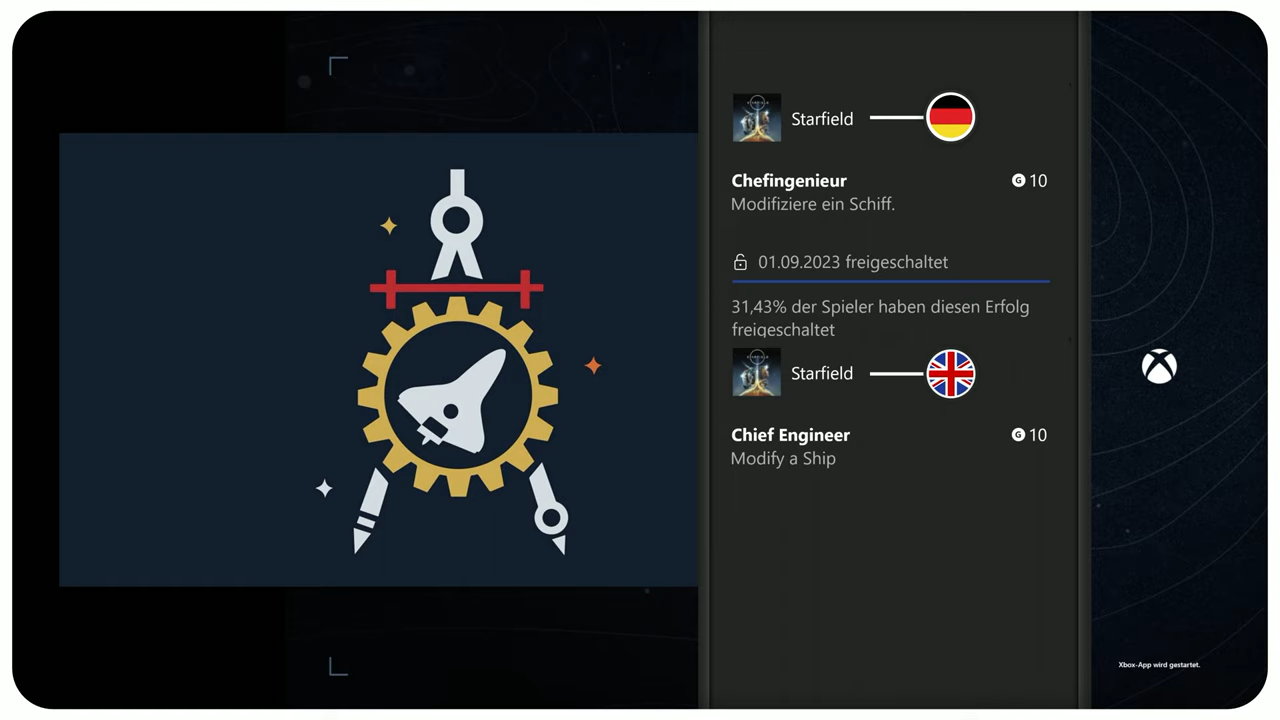 Starfield
Chefingenieur
G 10
Modifiziere ein Schiff.
01.09.2023 freigeschaltet
31,43% der Spieler haben diesen Erfolg
freigeschaltet
Starfield
Chief Engineer
G 10
Modify a Ship
Xbox-App wird gestartet.